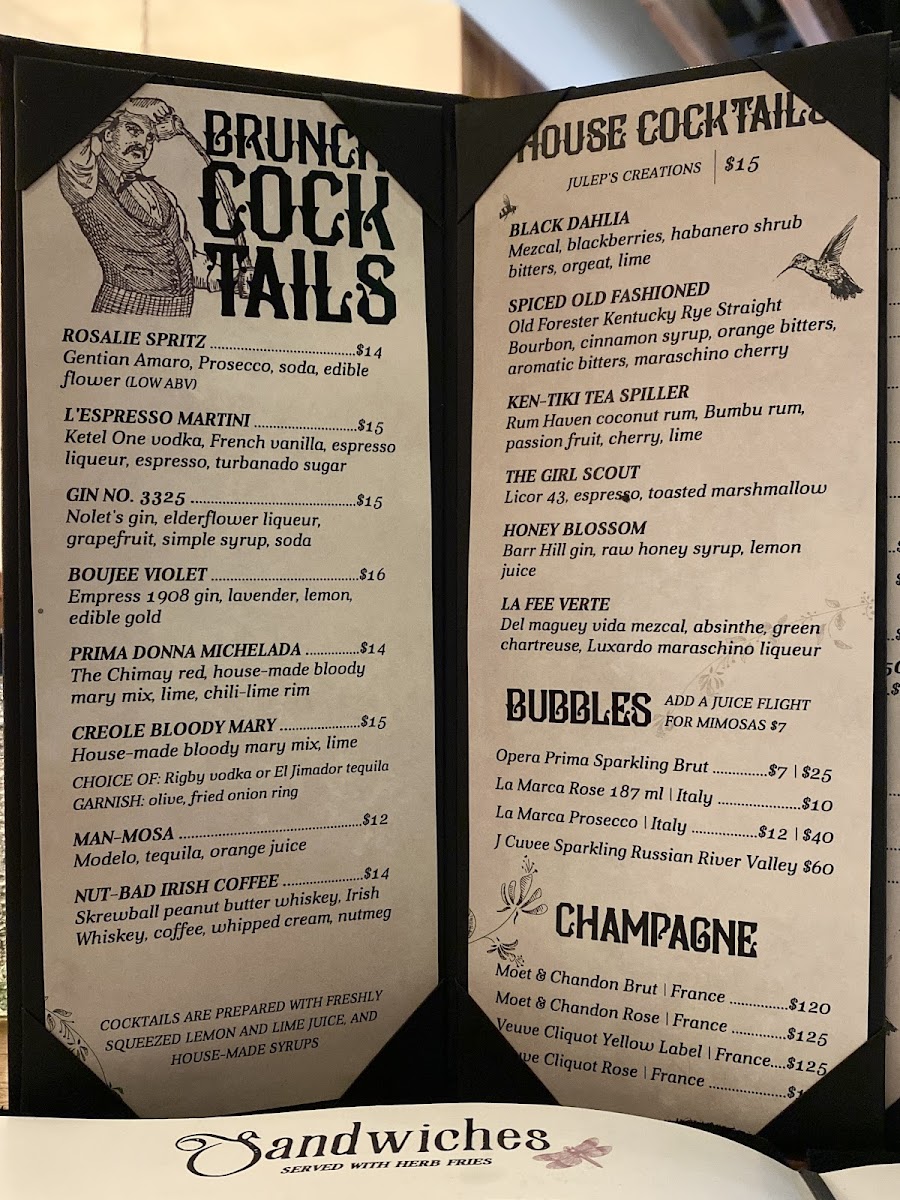 BRUNCH
COCK
TAILS
ROSALIE SPRITZ ...............................$14
Gentian Amaro, Prosecco, soda, edible
flower (LOW ABV)
L'ESPRESSO MARTINI ......................$15
Ketel One vodka, French vanilla, espresso
liqueur, espresso, turbanado sugar
GIN NO. 3325 ....................................$15
Nolet's gin, elderflower liqueur,
grapefruit, simple syrup, soda
BOUJEE VIOLET ................................$16
Empress 1908 gin, lavender, lemon,
edible gold
PRIMA DONNA MICHELADA ............$14
The Chimay red, house-made bloody
mary mix, lime, chili-lime rim
CREOLE BLOODY MARY .................$15
House-made bloody mary mix, lime
CHOICE OF: Rigby vodka or El Jimador tequila
GARNISH: olive, fried onion ring
MAN-MOSA ........................................$12
Modelo, tequila, orange juice
NUT-BAD IRISH COFFEE .................$14
Skrewball peanut butter whiskey, Irish
Whiskey, coffee, whipped cream, nutmeg
COCKTAILS ARE PREPARED WITH FRESHLY
SQUEEZED LEMON AND LIME JUICE, AND
HOUSE-MADE SYRUPS
HOUSE COCKTAILS
JULEP'S CREATIONS | $15
BLACK DAHLIA
Mezcal, blackberries, habanero shrub
bitters, orgeat, lime
SPICED OLD FASHIONED
Old Forester Kentucky Rye Straight
Bourbon, cinnamon syrup, orange bitters,
aromatic bitters, maraschino cherry
KEN-TIKI TEA SPILLER
Rum Haven coconut rum, Bumbu rum,
passion fruit, cherry, lime
THE GIRL SCOUT
Licor 43, espresso, toasted marshmallow
HONEY BLOSSOM
Barr Hill gin, raw honey syrup, lemon
juice
LA FEE VERTE
Del maguey vida mezcal, absinthe, green
chartreuse, Luxardo maraschino liqueur
BUBBLES
ADD A JUICE FLIGHT
FOR MIMOSAS $7
Opera Prima Sparkling Brut ............$7 | $25
La Marca Rose 187 ml | Italy ..................$10
La Marca Prosecco | Italy ..............$12 | $40
J Cuvee Sparkling Russian River Valley $60
CHAMPAGNE
Moet & Chandon Brut | France .............$120
Moet & Chandon Rose | France ............$125
Veuve Cliquot Yellow Label | France....$125
Cliquot Rose | France
Sandwiches
SERVED WITH HERB FRIES